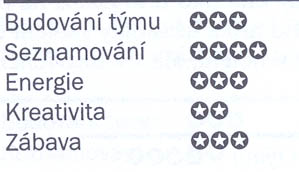 Budování týmu ✪✪✪
Seznamování ✪✪✪✪
Energie ✪✪✪
Kreativita ✪✪
Zábava ✪✪✪